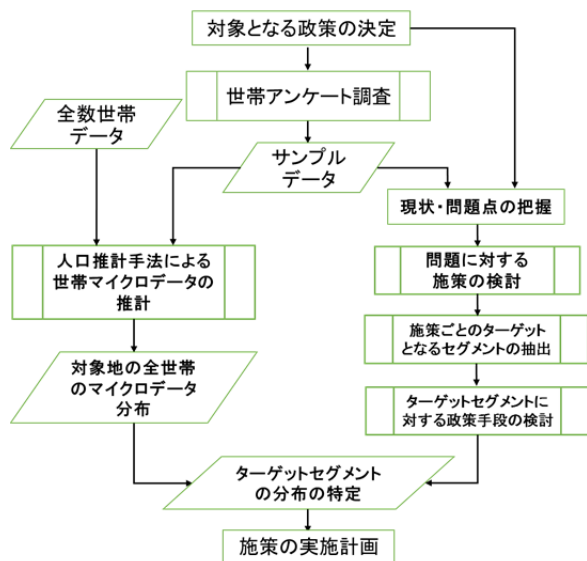 対象となる政策の決定
世帯アンケート調査
全数世帯
データ
サンプル
データ
現状・問題点の把握
人口推計手法による
世帯マイクロデータの
推計
問題に対する
施策の検討
施策ごとのターゲット
となるセグメントの抽出
対象地の全世帯
のマイクロデータ
分布
ターゲットセグメントに
対する政策手段の検討
ターゲットセグメント
の分布の特定
施策の実施計画